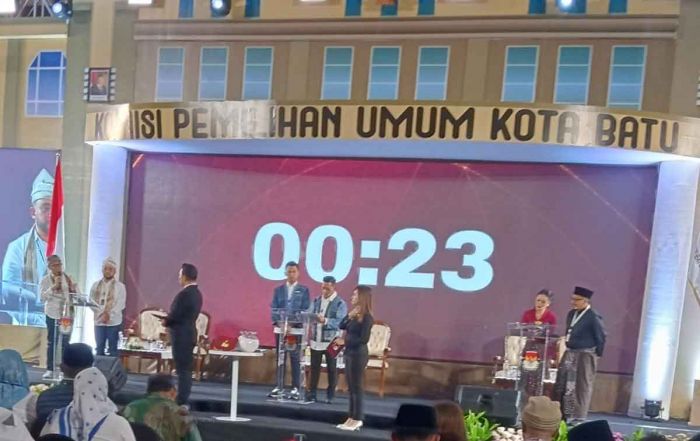 KOMISI PEMILIHAN UMUM KOTA BATU
00:23